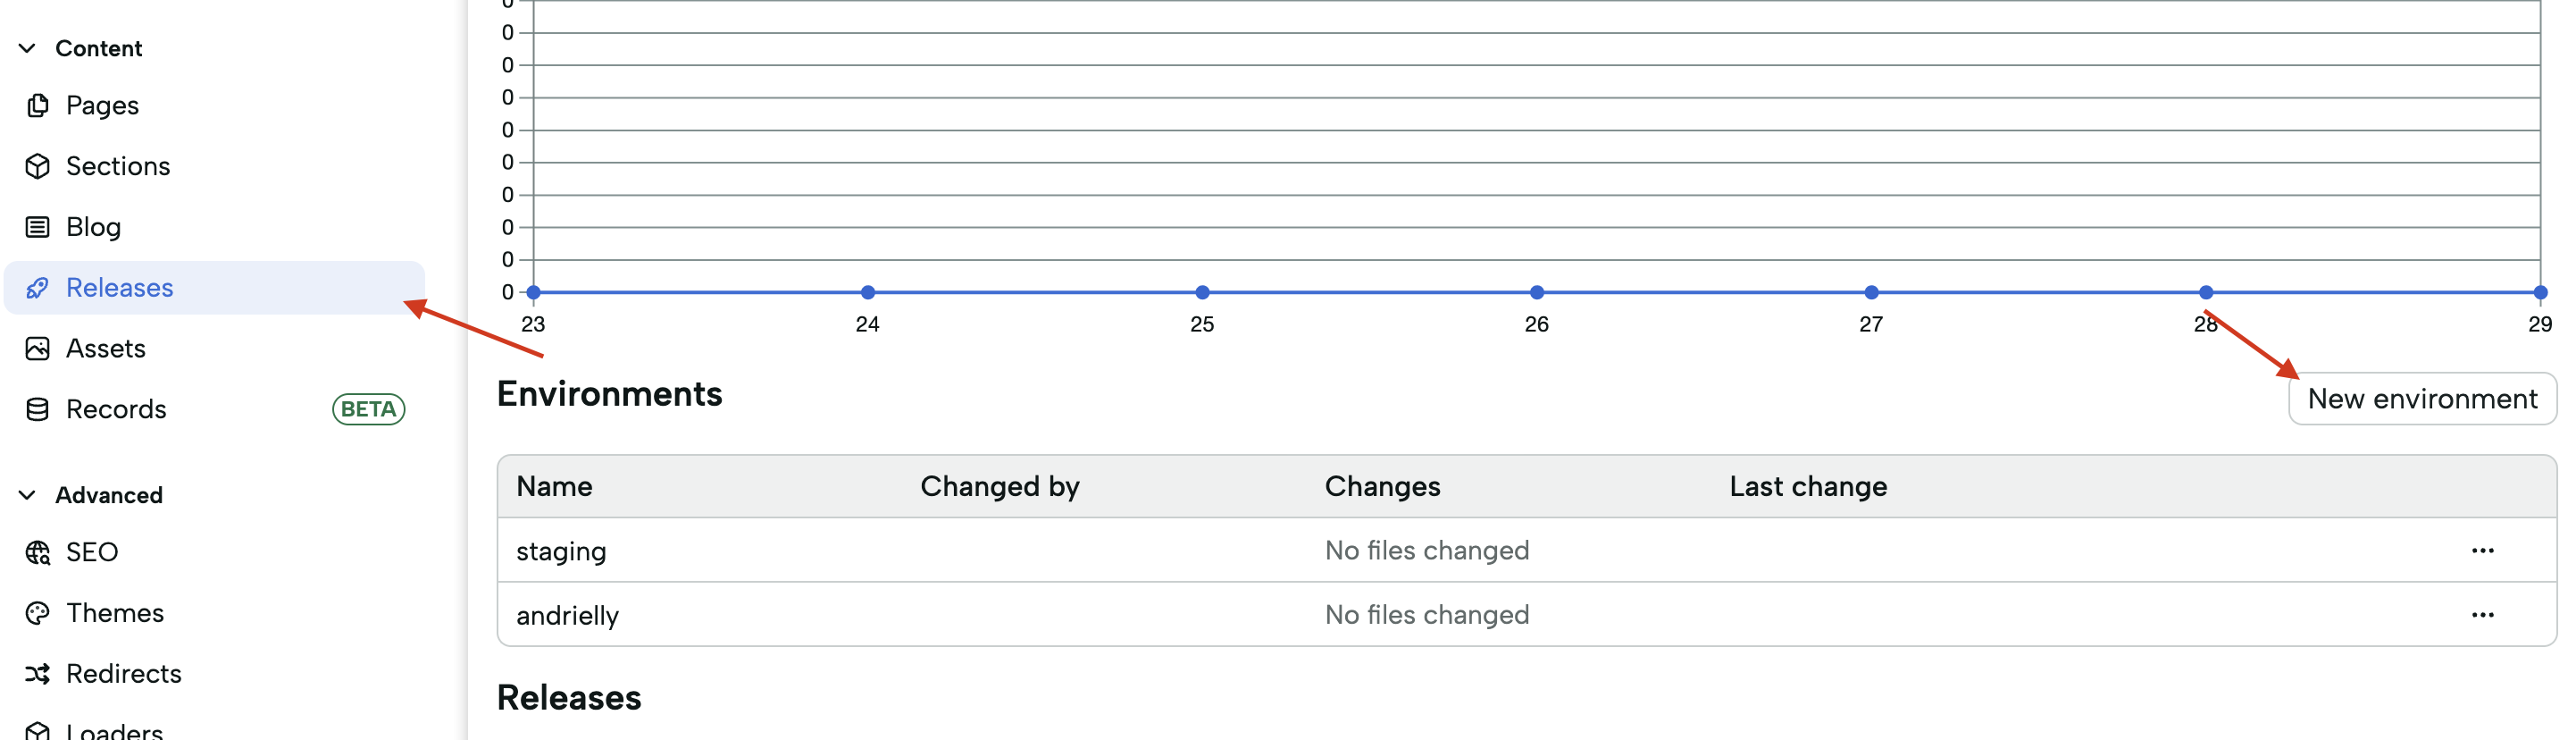 Content
Pages
Sections
Blog
Releases
Assets
Records BETA
Advanced
SEO
Themes
Redirects
Loaders
0
0
0
0
0
0
0
0
0
0
23 24 25 26 27 28 29
Environments
New environment
Name Changed by Changes Last change
staging No files changed
andrielly No files changed
Releases